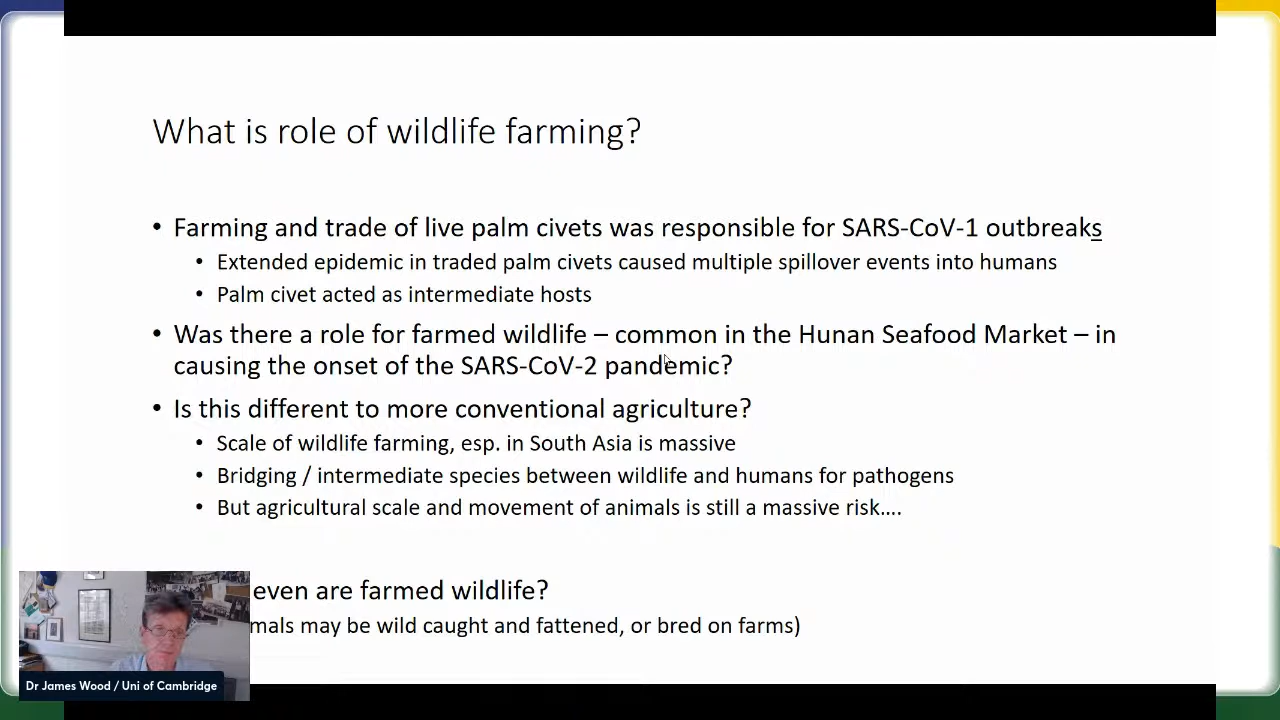 What is role of wildlife farming?
• Farming and trade of live palm civets was responsible for SARS-CoV-1 outbreaks
• Extended epidemic in traded palm civets caused multiple spillover events into humans
• Palm civet acted as intermediate hosts
• Was there a role for farmed wildlife – common in the Hunan Seafood Market – in
causing the onset of the SARS-CoV-2 pandemic?
• Is this different to more conventional agriculture?
• Scale of wildlife farming, esp. in South Asia is massive
• Bridging / intermediate species between wildlife and humans for pathogens
• But agricultural scale and movement of animals is still a massive risk….
even are farmed wildlife?
mals may be wild caught and fattened, or bred on farms)
Dr James Wood / Uni of Cambridge